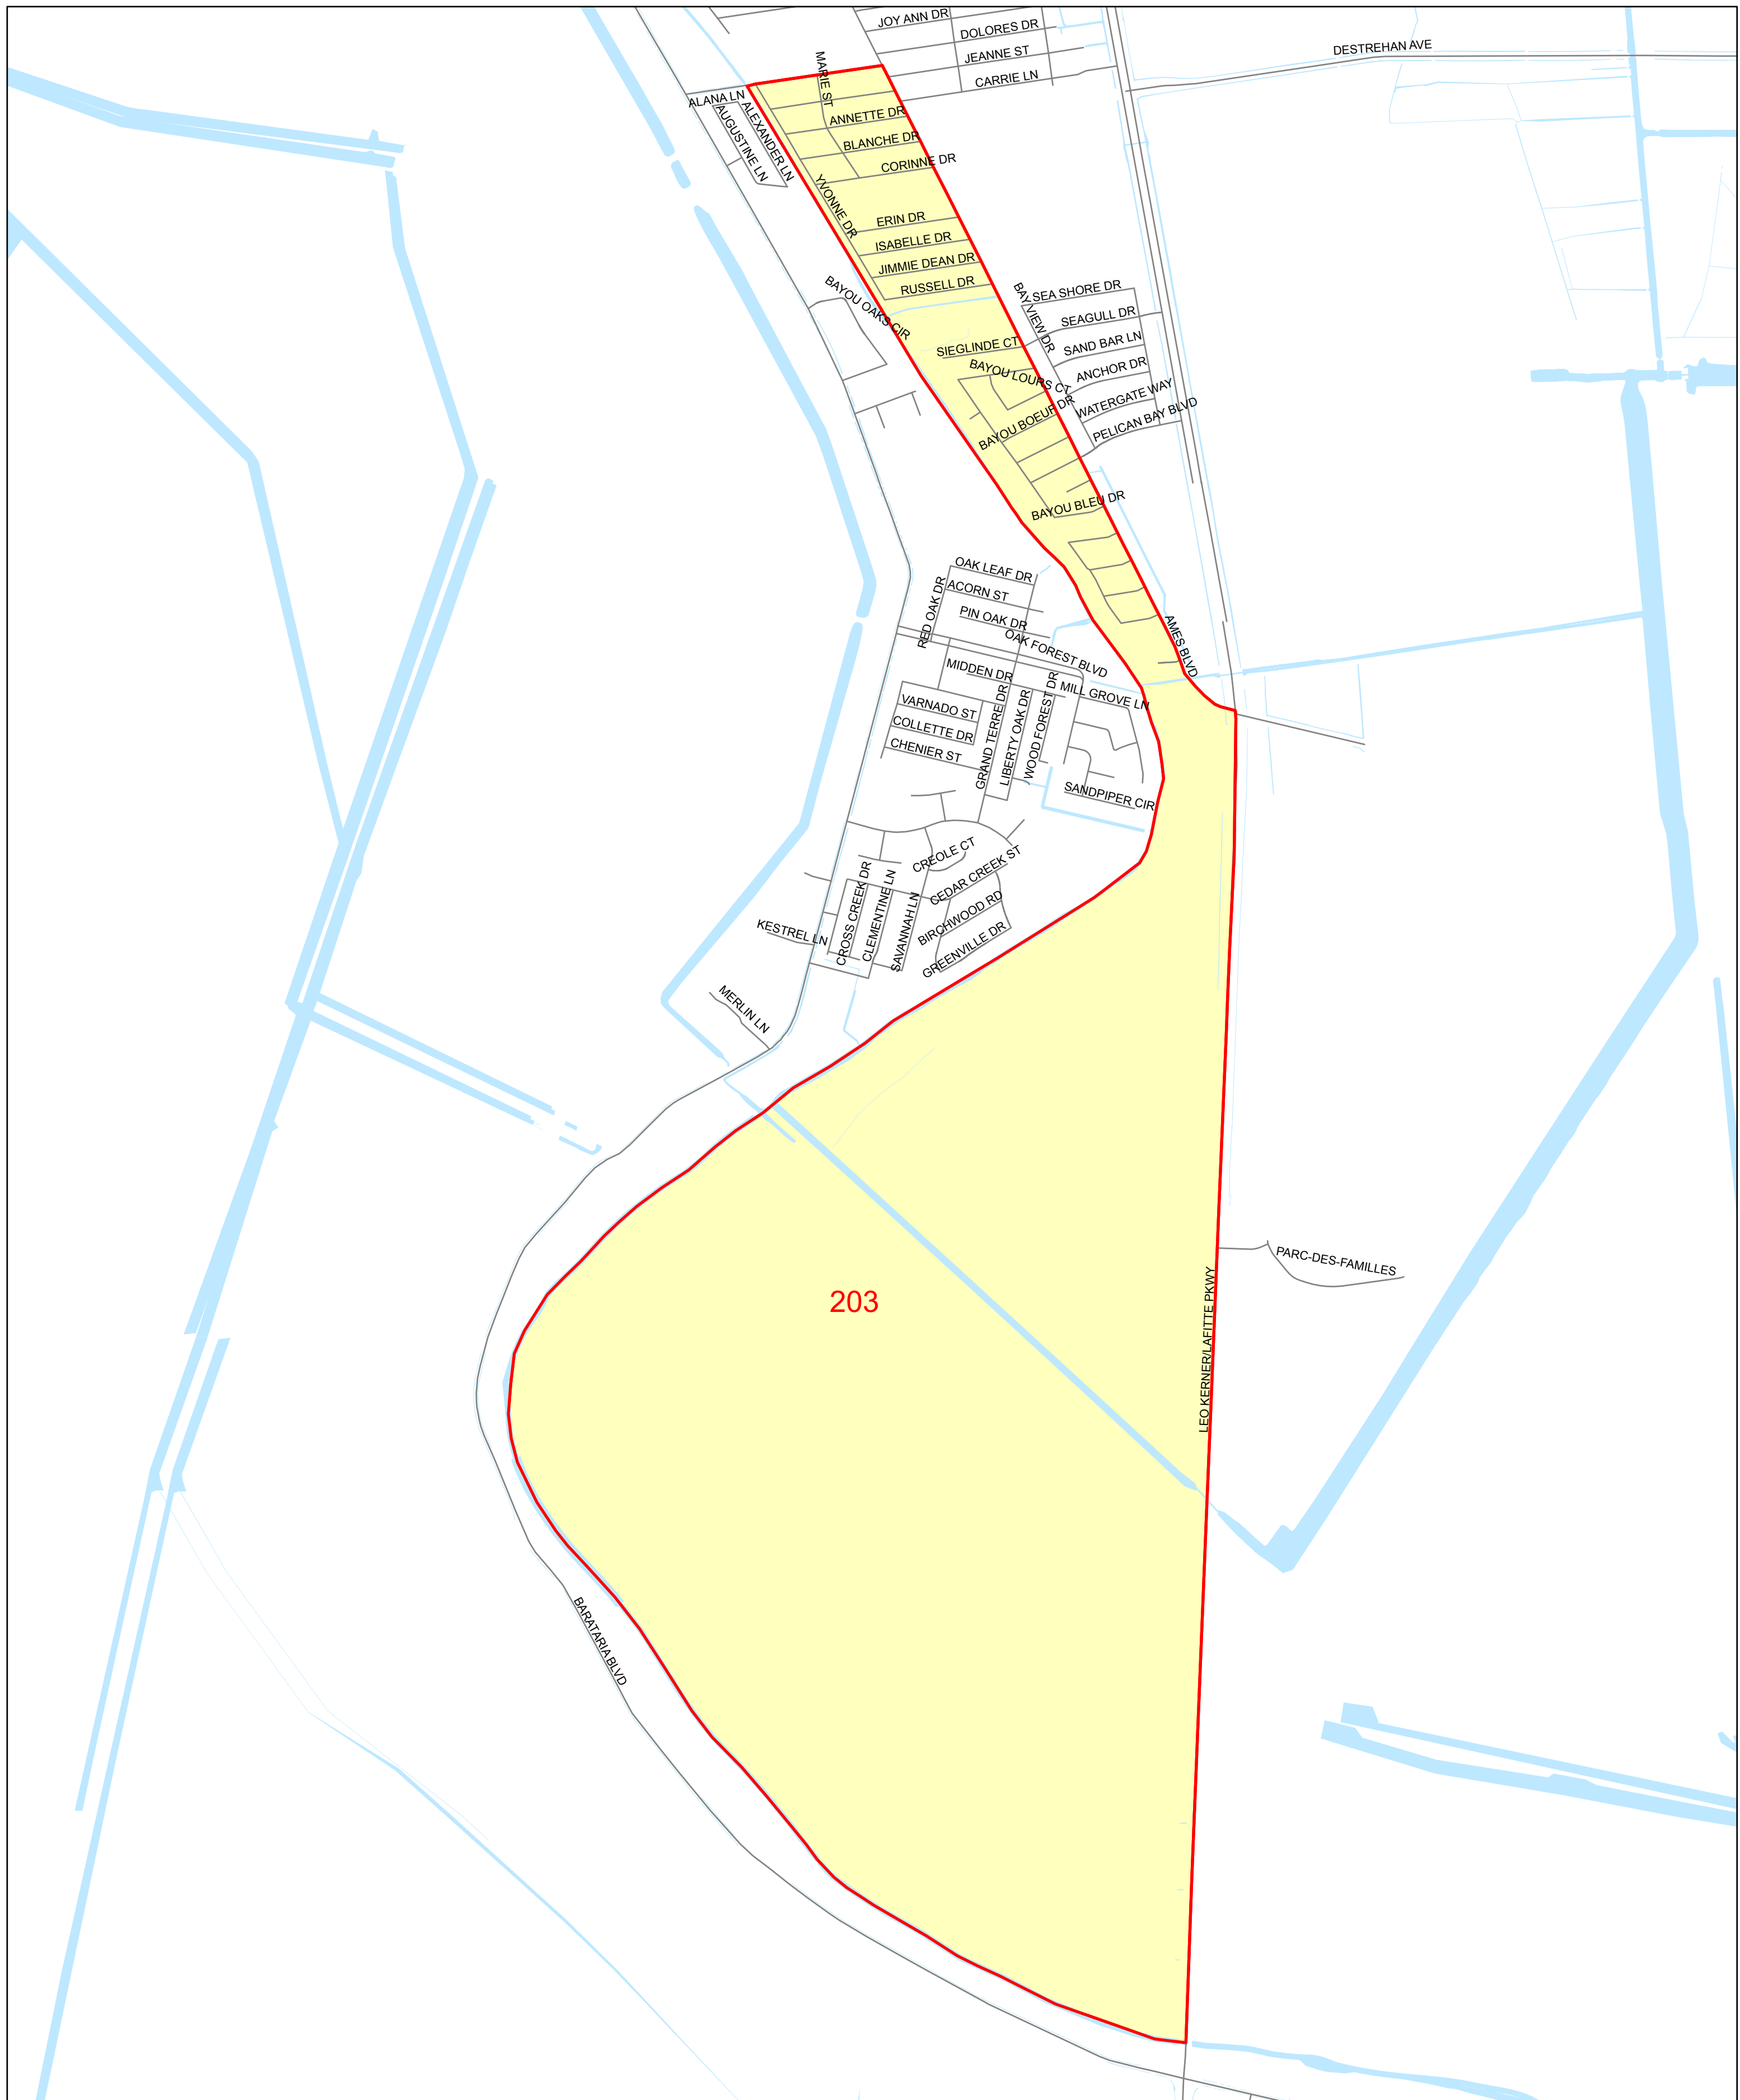 JOY ANN DR
DOLORES DR
JEANNE ST
CARRIE LN
DESTREHAN AVE
MARIE ST
ALANA LN
ALEXANDER LN
AUGUSTINE LN
ANNETTE DR
BLANCHE DR
CORINNE DR
YVONNE DR
ERIN DR
ISABELLE DR
JIMMIE DEAN DR
RUSSELL DR
BAYOU OAKS CIR
BAY VIEW DR
SEA SHORE DR
SEAGULL DR
SAND BAR LN
ANCHOR DR
WATERGATE WAY
PELICAN BAY BLVD
SIEGLINDE CT
BAYOU LOURS CT
BAYOU BOEUF DR
BAYOU BLEU DR
OAK LEAF DR
ACORN ST
RED OAK DR
PIN OAK DR
OAK FOREST BLVD
AMES BLVD
MIDDEN DR
MILL GROVE LN
VARNADO ST
COLLETTE DR
CHENIER ST
GRAND TERRE DR
LIBERTY OAK DR
WOOD FOREST DR
SANDPIPER CIR
CREOLE CT
CEDAR CREEK ST
CROSS CREEK DR
CLEMENTINE LN
SAVANNAH LN
BIRCHWOOD RD
GREENVILLE DR
KESTREL LN
MERLIN LN
PARC-DES-FAMILLES
203
LEO KERNER/LAFITTE PKWY
BARATARIA BLVD